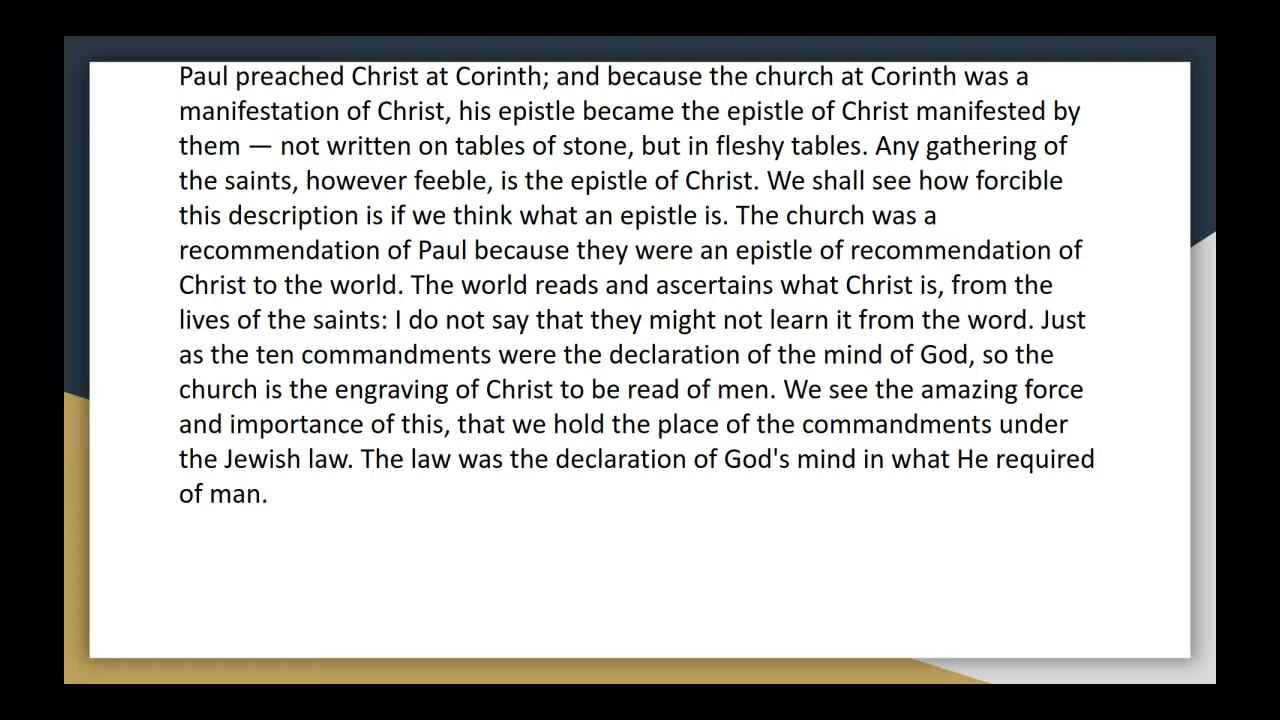 Paul preached Christ at Corinth; and because the church at Corinth was a
manifestation of Christ, his epistle became the epistle of Christ manifested by
them — not written on tables of stone, but in fleshy tables. Any gathering of
the saints, however feeble, is the epistle of Christ. We shall see how forcible
this description is if we think what an epistle is. The church was a
recommendation of Paul because they were an epistle of recommendation of
Christ to the world. The world reads and ascertains what Christ is, from the
lives of the saints: I do not say that they might not learn it from the word. Just
as the ten commandments were the declaration of the mind of God, so the
church is the engraving of Christ to be read of men. We see the amazing force
and importance of this, that we hold the place of the commandments under
the Jewish law. The law was the declaration of God's mind in what He required
of man.